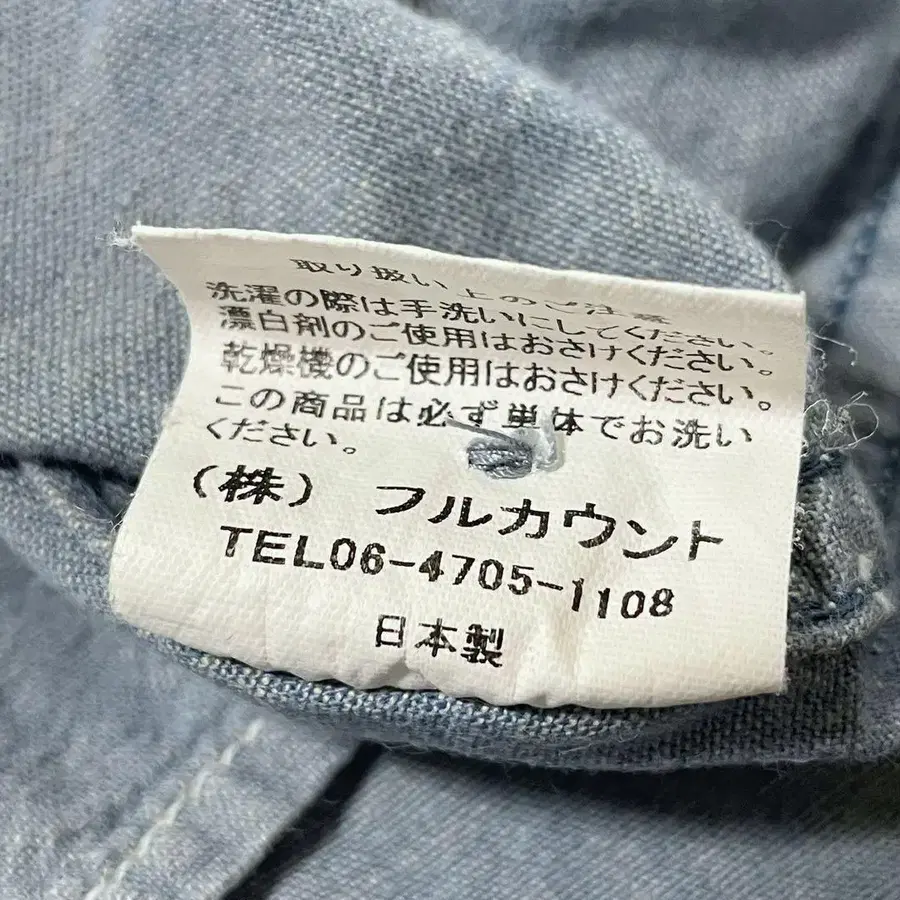 取り扱い上のご注意
洗濯の際は手洗いにしてください。
漂白剤のご使用はおさけください。
乾燥機のご使用はおさけください。
この商品は必ず単体でお洗い
ください。
（株） フルカウント
TEL06-4705-1108
日本製